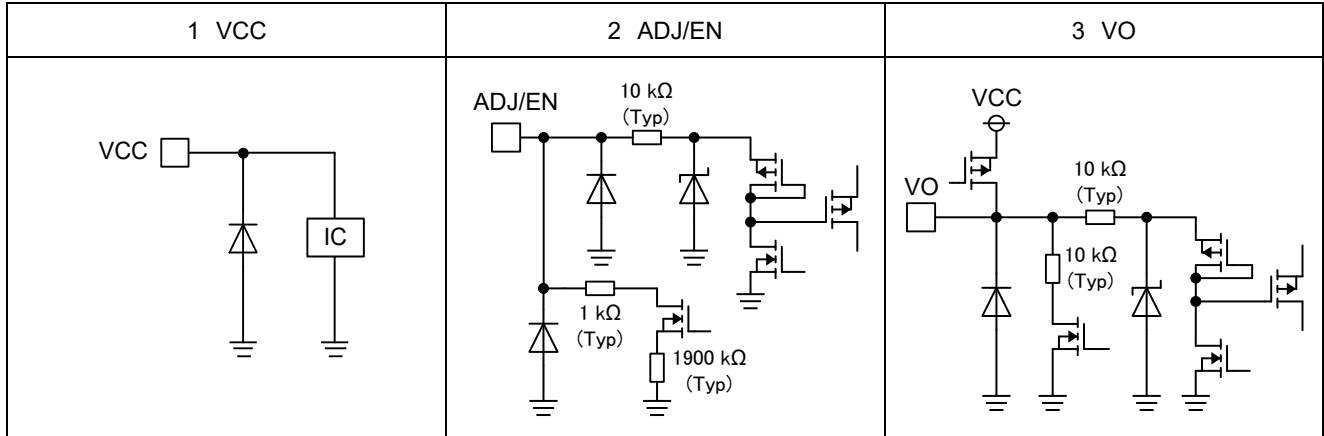 1 VCC
2 ADJ/EN
3 VO
VCC
IC
ADJ/EN
10 kΩ
(Typ)
1 kΩ
(Typ)
1900 kΩ
(Typ)
VCC
VO
10 kΩ
(Typ)
10 kΩ
(Typ)